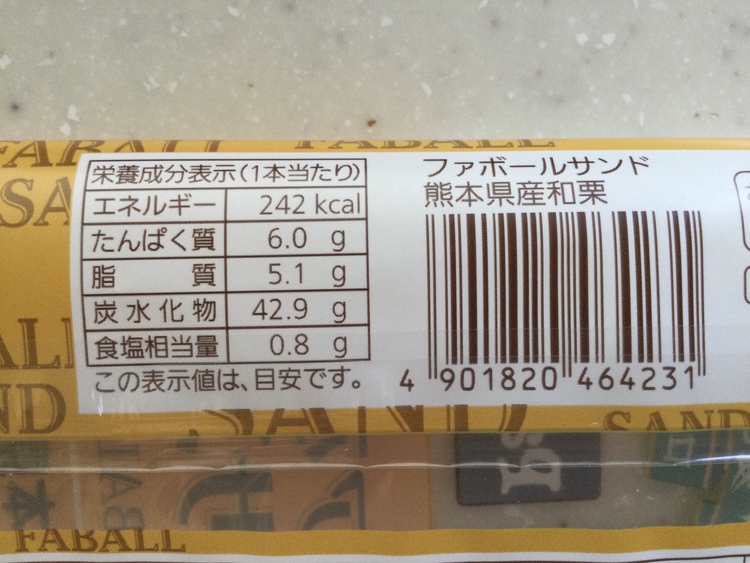 FABALL
FABALL
SA
栄養成分表示(1本当たり)
エネルギー 242 kcal
たんぱく質 6.0 g
脂質 5.1 g
炭水化物 42.9 g
食塩相当量 0.8 g
この表示値は、目安です。
ファボールサンド
熊本県産和栗
4 901820 464231
ND
SAND
SAND
FABALL